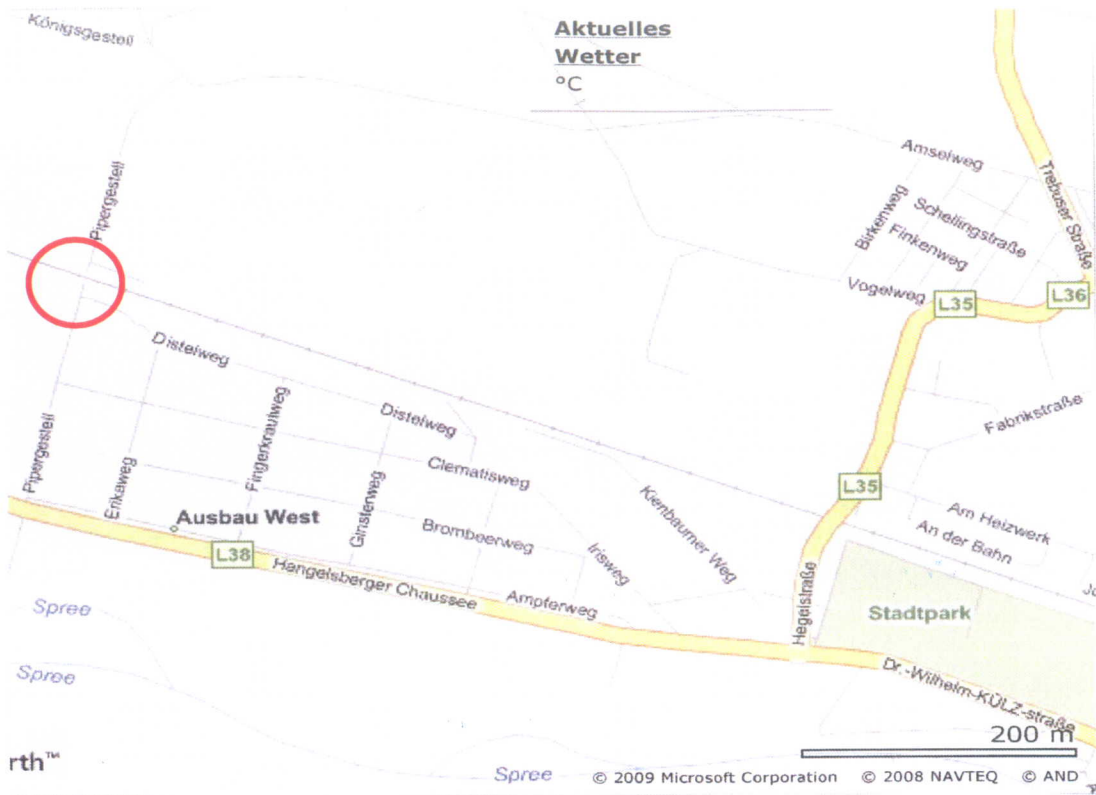 Königsgestell
Aktuelles
Wetter
°C
Pipergestell
Amselweg
Birkenweg
Schellingstraße
Finkenweg
Trebuser Straße
Vogelweg
L35
L36
Distelweg
Fingerkrautweg
Distelweg
Fabrikstraße
Pipergestell
Erikaweg
Clematisweg
Ginsterweg
Kienbaumer Weg
L35
Am Heizwerk
An der Bahn
Ausbau West
Brombeerweg
Irisweg
L38
Hangelsberger Chaussee
Ampferweg
Hegelstraße
Stadtpark
Spree
Spree
Dr.-Wilhelm-KÜLZ-straße
200 m
rth™
Spree
© 2009 Microsoft Corporation © 2008 NAVTEQ © AND